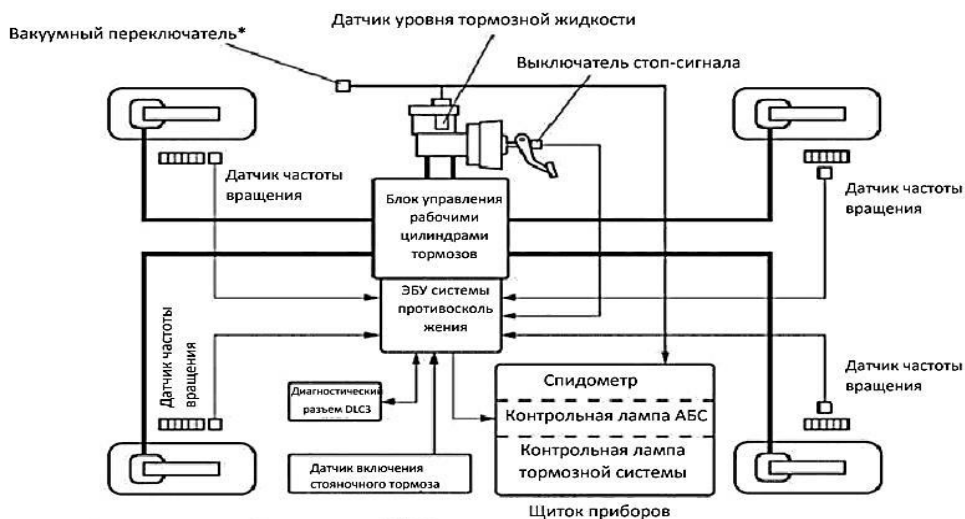 Датчик уровня тормозной жидкости
Вакуумный переключатель*
Выключатель стоп-сигнала
Датчик частоты
вращения
Блок управления
рабочими
цилиндрами
тормозов
Датчик частоты
вращения
ЭБУ системы
противосколь
жения
Датчик частоты
вращения
Диагностический
разъем DLC3
Спидометр
Контрольная лампа АБС
Контрольная лампа
тормозной системы
Датчик частоты
вращения
Датчик включения
стояночного тормоза
Щиток приборов